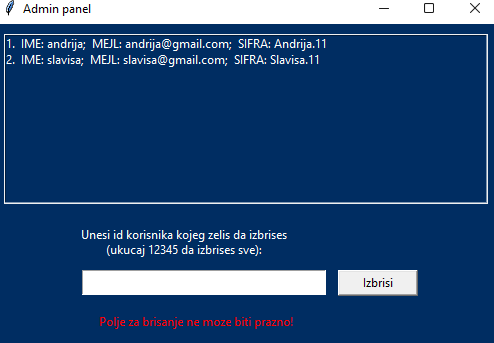 Admin panel
1. IME: andrija; MEJL: andrija@gmail.com; SIFRA: Andrija.11
2. IME: slavisa; MEJL: slavisa@gmail.com; SIFRA: Slavisa.11
Unesi id korisnika kojeg zelis da izbrises
(ukucaj 12345 da izbrises sve):
Izbrisi
Polje za brisanje ne moze biti prazno!